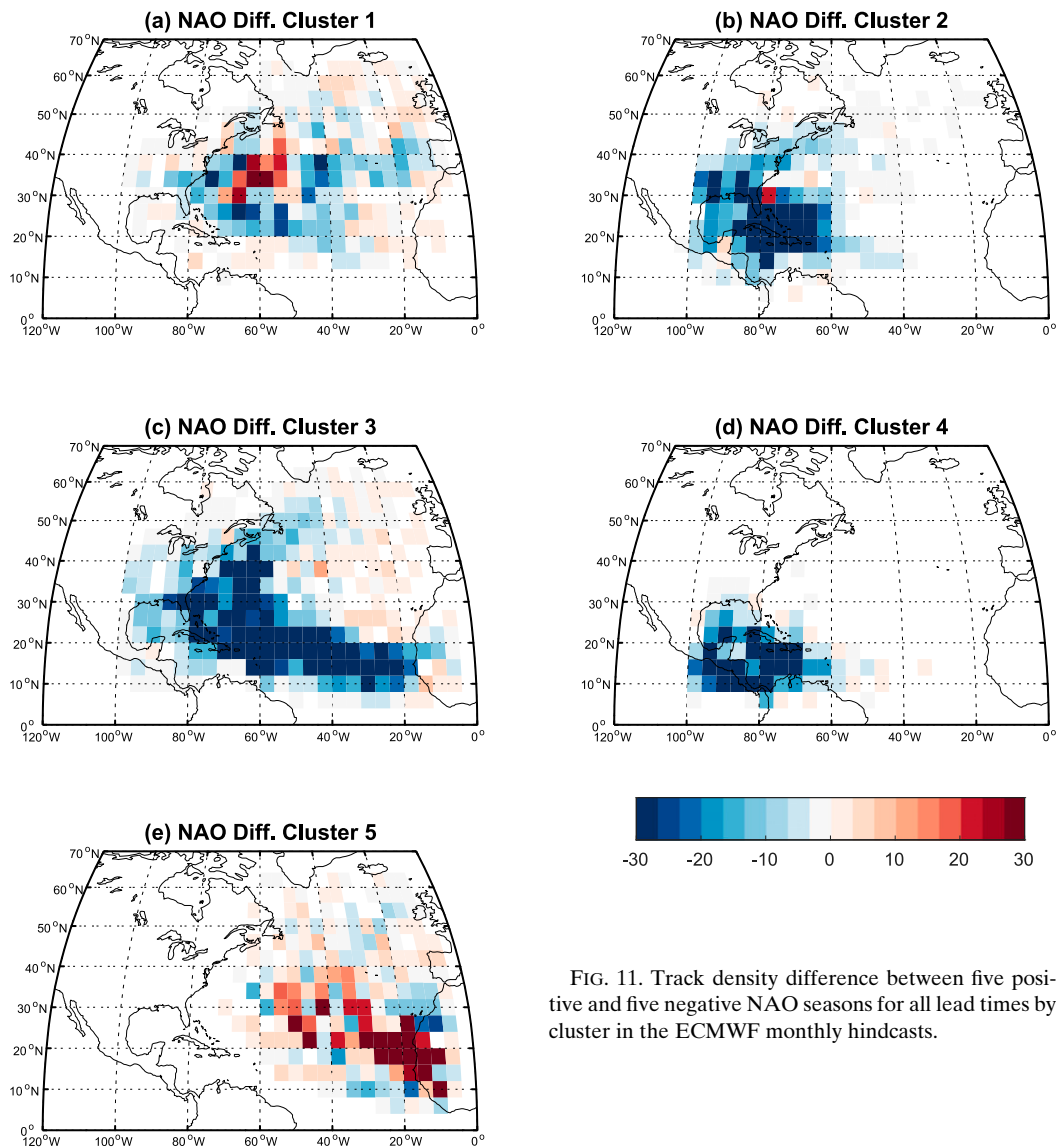 (a) NAO Diff. Cluster 1
70°N
60°N
50°N
40°N
30°N
20°N
10°N
0°
120°W 100°W 80°W 60°W 40°W 20°W 0°
(b) NAO Diff. Cluster 2
70°N
60°N
50°N
40°N
30°N
20°N
10°N
0°
120°W 100°W 80°W 60°W 40°W 20°W 0°
(c) NAO Diff. Cluster 3
70°N
60°N
50°N
40°N
30°N
20°N
10°N
0°
120°W 100°W 80°W 60°W 40°W 20°W 0°
(d) NAO Diff. Cluster 4
70°N
60°N
50°N
40°N
30°N
20°N
10°N
0°
120°W 100°W 80°W 60°W 40°W 20°W 0°
-30 -20 -10 0 10 20 30
(e) NAO Diff. Cluster 5
70°N
60°N
50°N
40°N
30°N
20°N
10°N
0°
120°W 100°W 80°W 60°W 40°W 20°W 0°
FIG. 11. Track density difference between five posi-
tive and five negative NAO seasons for all lead times by
cluster in the ECMWF monthly hindcasts.